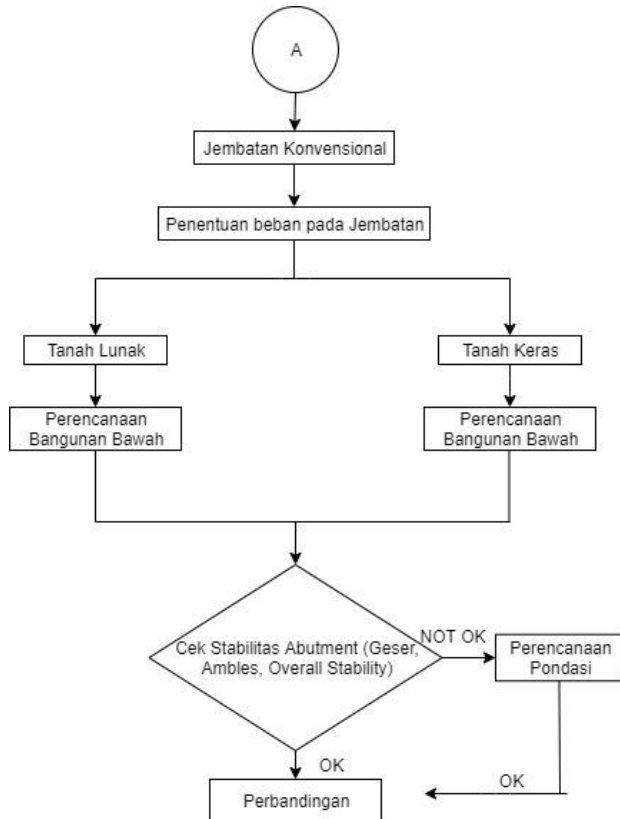 A
Jembatan Konvensional
Penentuan beban pada Jembatan
Tanah Lunak
Tanah Keras
Perencanaan
Bangunan Bawah
Perencanaan
Bangunan Bawah
Cek Stabilitas Abutment (Geser,
Ambles, Overall Stability)
NOT OK
Perencanaan
Pondasi
OK
OK
Perbandingan